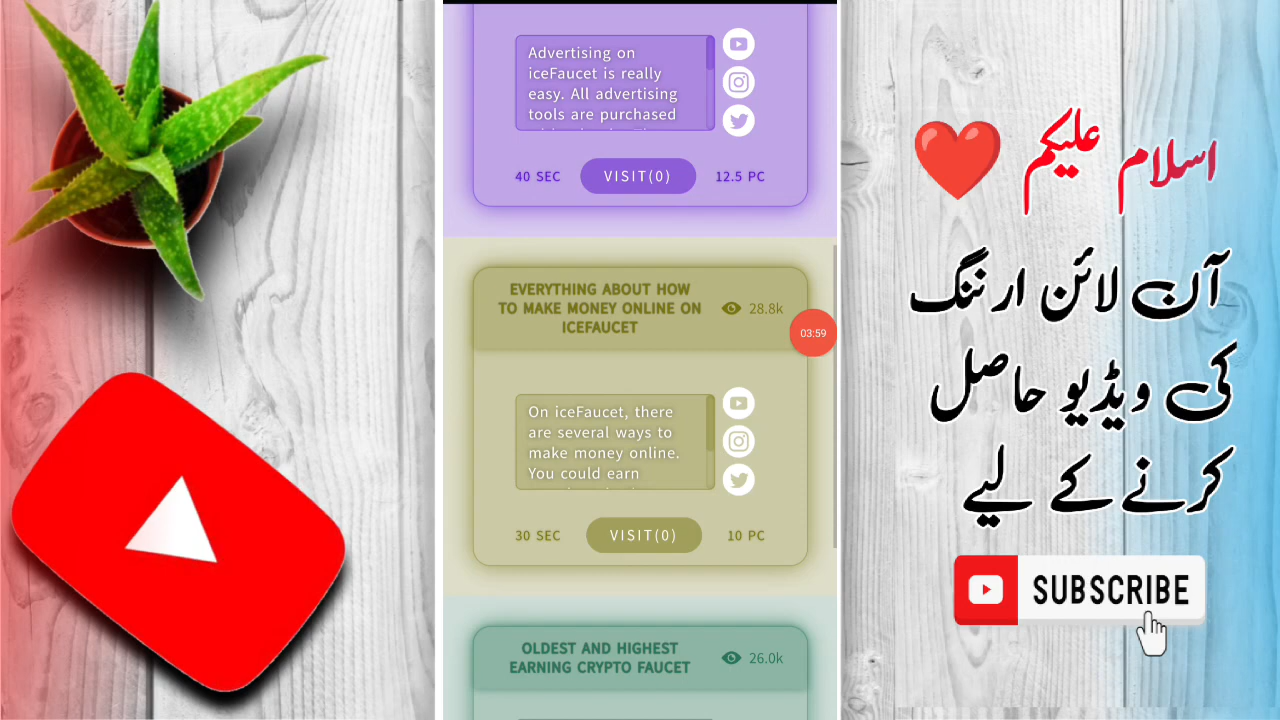 Advertising on
iceFaucet is really
easy. All advertising
tools are purchased
40 SEC
VISIT(0)
12.5 PC
EVERYTHING ABOUT HOW
TO MAKE MONEY ONLINE ON
ICEFAUCET
28.8k
03:59
On iceFaucet, there
are several ways to
make money online.
You could earn
30 SEC
VISIT(0)
10 PC
OLDEST AND HIGHEST
EARNING CRYPTO FAUCET
26.0k
اسلام علیکم
آن لائن ارننگ
کی ویڈیو حاصل
کرنے کے لیے
SUBSCRIBE